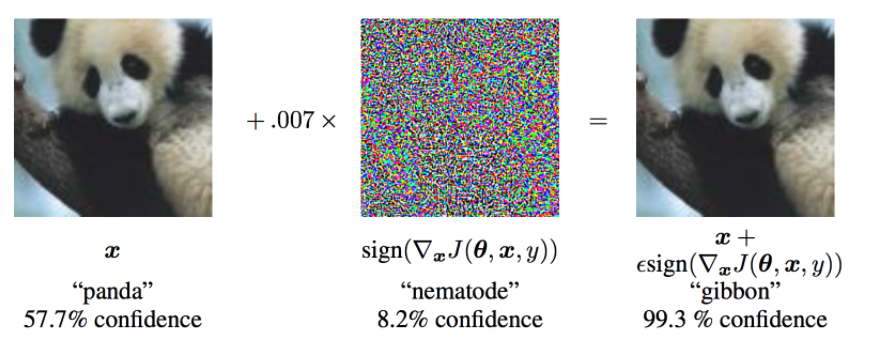 + .007 ×
=
x
sign(∇ₓJ(θ, x, y))
x +
ϵsign(∇ₓJ(θ, x, y))
“panda”
“nematode”
“gibbon”
57.7% confidence
8.2% confidence
99.3 % confidence